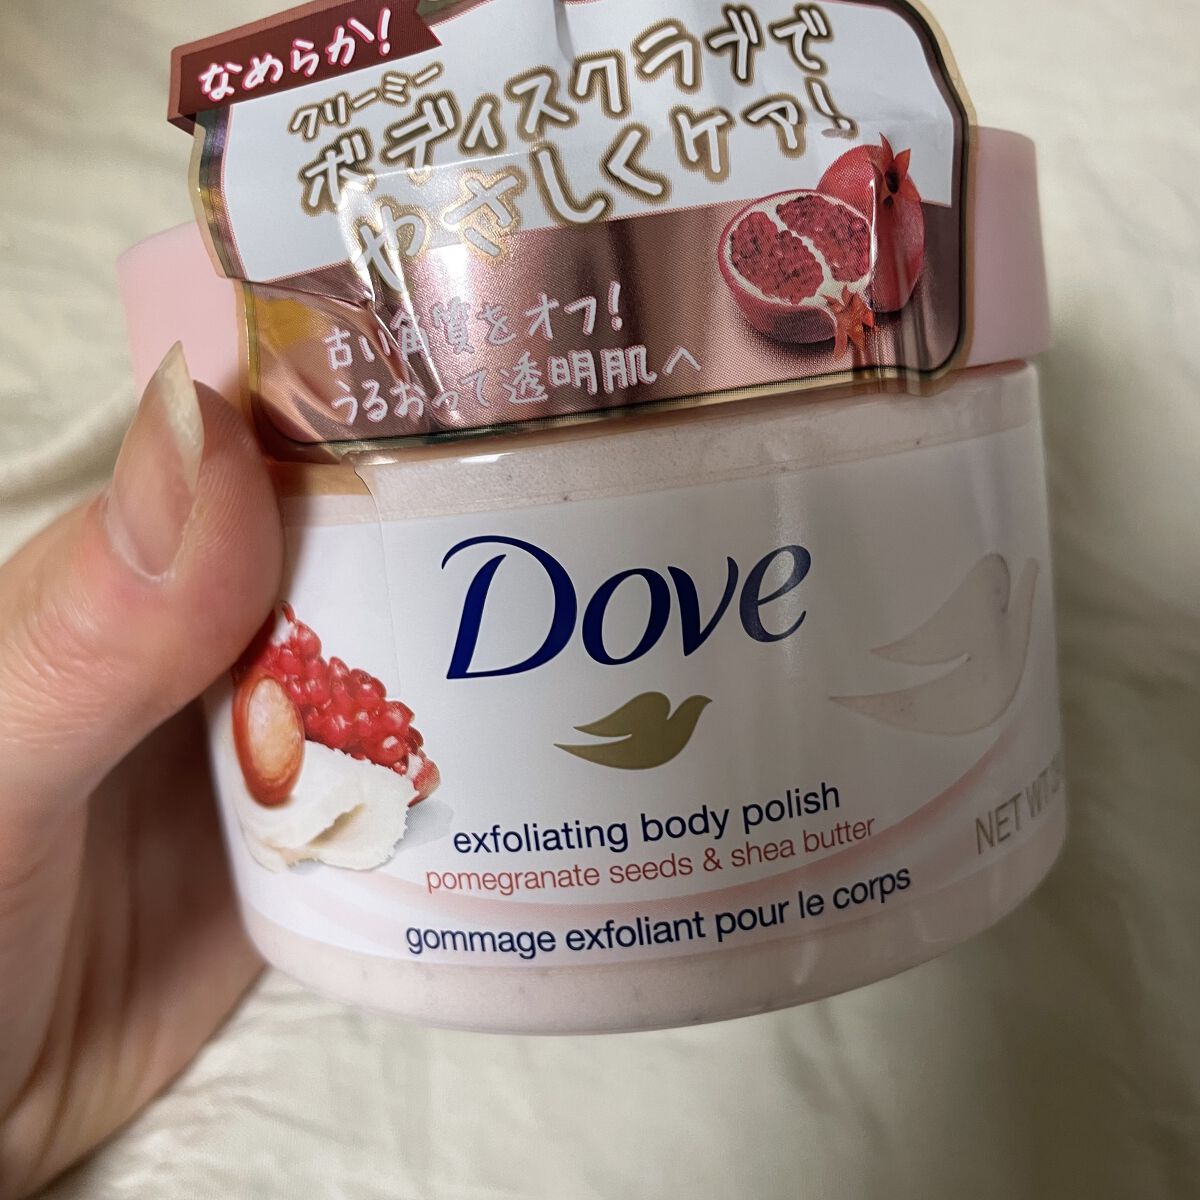 なめらか!
クリーミー
ボディスクラブで
やさしくケア!
古い角質をオフ!
うるおって透明肌へ
Dove
exfoliating body polish
pomegranate seeds & shea butter
gommage exfoliant pour le corps
NET WT